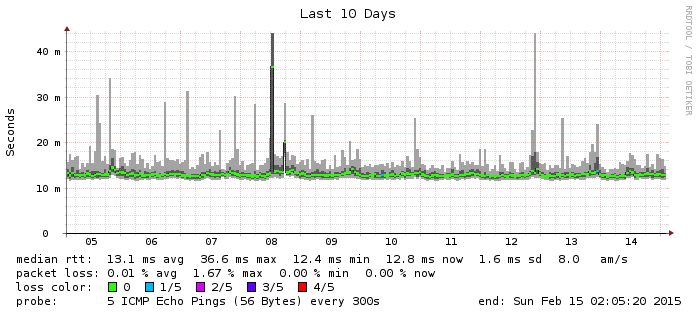 Last 10 Days
RRDTOOL / TOBI OETIKER
Seconds
40 m
30 m
20 m
10 m
0
05 06 07 08 09 10 11 12 13 14
median rtt: 13.1 ms avg 36.6 ms max 12.4 ms min 12.8 ms now 1.6 ms sd 8.0 am/s
packet loss: 0.01 % avg 1.67 % max 0.00 % min 0.00 % now
loss color: 0 1/5 2/5 3/5 4/5
probe: 5 ICMP Echo Pings (56 Bytes) every 300s end: Sun Feb 15 02:05:20 2015